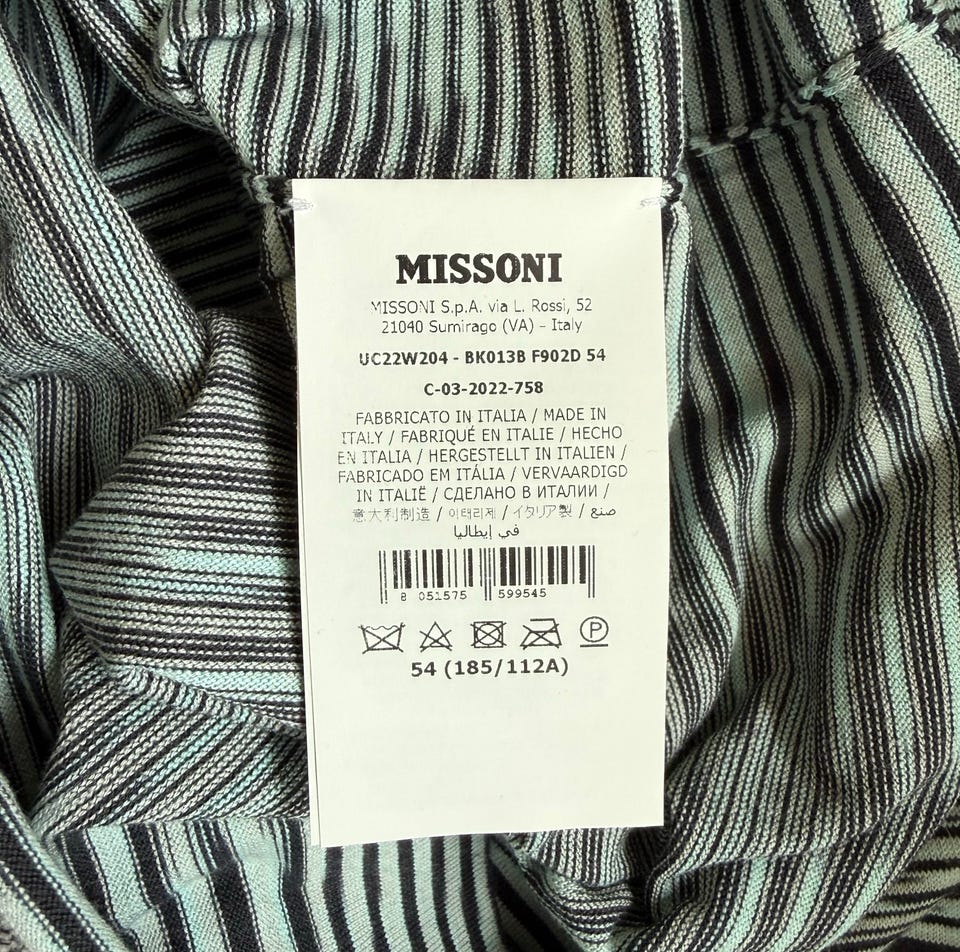 MISSONI
MISSONI S.p.A. via L. Rossi, 52
21040 Sumirago (VA) - Italy
UC22W204 - BK013B F902D 54
C-03-2022-758
FABBRICATO IN ITALIA / MADE IN
ITALY / FABRIQUÉ EN ITALIE / HECHO
EN ITALIA / HERGESTELLT IN ITALIEN /
FABRICADO EM ITÁLIA / VERVAARDIGD
IN ITALIË / СДЕЛАНО В ИТАЛИИ /
意大利制造 / 이태리제 / イタリア製 / صنع
في إيطاليا
8 051575 599545
P
54 (185/112A)